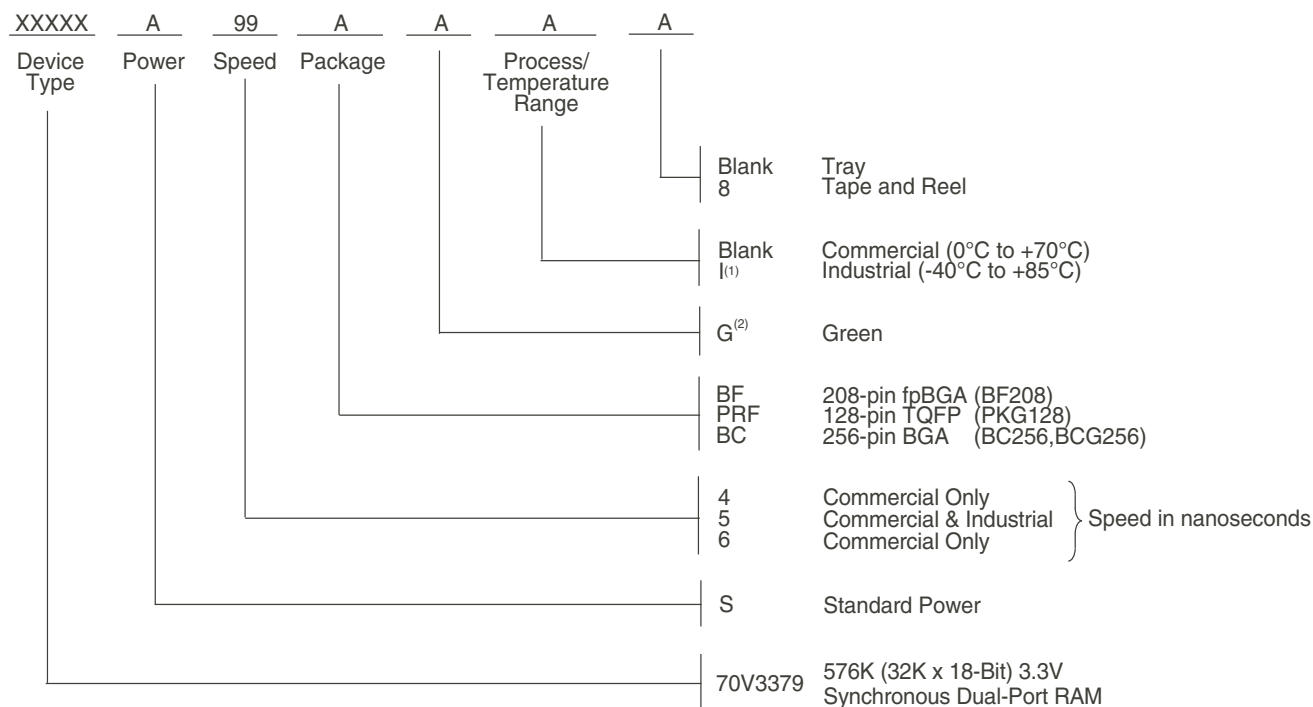 XXXXX A 99 A A A A
Device Type Power Speed Package Process/ Temperature Range
Blank Tray
8 Tape and Reel
Blank Commercial (0°C to +70°C)
I(1) Industrial (-40°C to +85°C)
G(2) Green
BF 208-pin fpBGA (BF208)
PRF 128-pin TQFP (PKG128)
BC 256-pin BGA (BC256,BCG256)
4 Commercial Only
5 Commercial & Industrial Speed in nanoseconds
6 Commercial Only
S Standard Power
70V3379 576K (32K x 18-Bit) 3.3V
Synchronous Dual-Port RAM